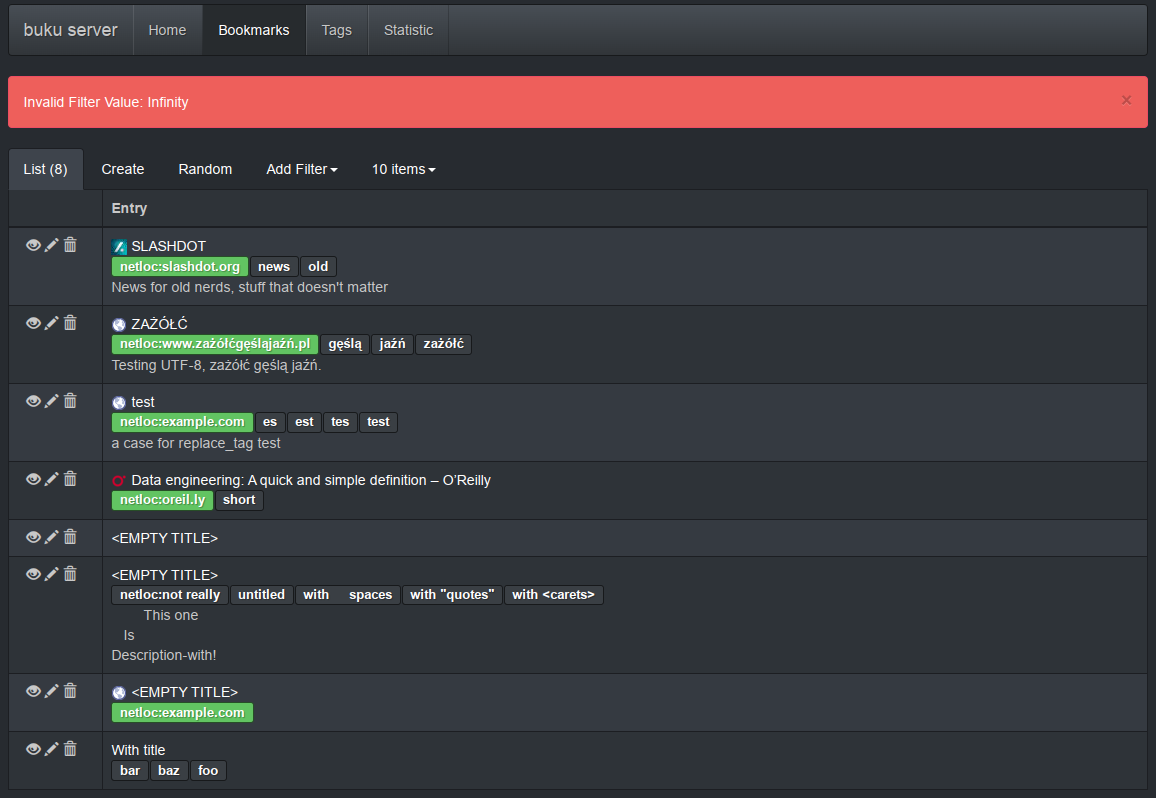 buku server Home Bookmarks Tags Statistic
Invalid Filter Value: Infinity ×
List (8) Create Random Add Filter 10 items
Entry
SLASHDOT
netloc:slashdot.org news old
News for old nerds, stuff that doesn't matter
ZAŻÓŁĆ
netloc:www.zażółćgęśląjaźń.pl gęślą jaźń zażółć
Testing UTF-8, zażółć gęślą jaźń.
test
netloc:example.com es est tes test
a case for replace_tag test
Data engineering: A quick and simple definition – O'Reilly
netloc:oreil.ly short
<EMPTY TITLE>
<EMPTY TITLE>
netloc:not really untitled with     spaces with "quotes" with <carets>
This one
Is
Description-with!
<EMPTY TITLE>
netloc:example.com
With title
bar baz foo